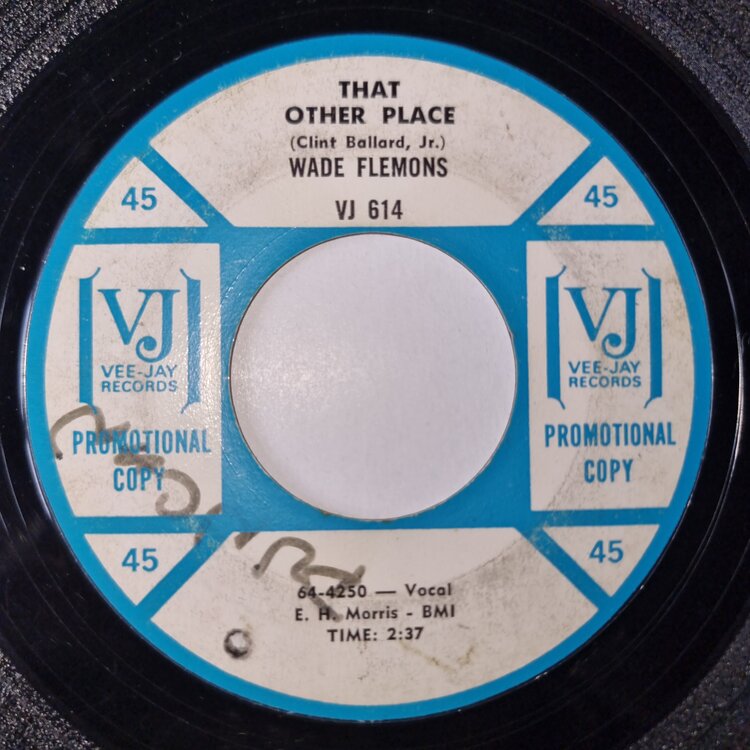 THAT
OTHER PLACE
(Clint Ballard, Jr.)
WADE FLEMONS
VJ 614
45
45
VJ
VEE-JAY
RECORDS
PROMOTIONAL
COPY
VJ
VEE-JAY
RECORDS
PROMOTIONAL
COPY
45
45
64-4250 — Vocal
E. H. Morris - BMI
TIME: 2:37